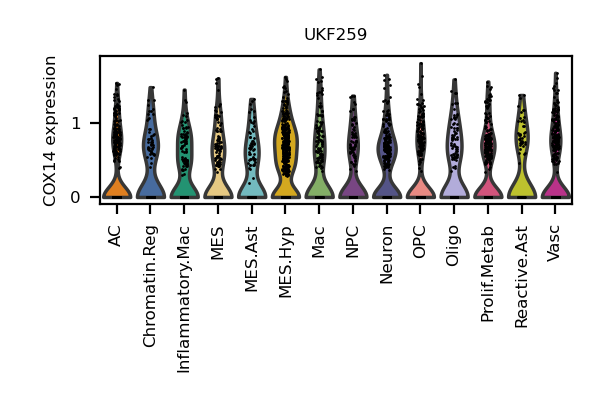 UKF259
COX14 expression
1
0
AC
Chromatin.Reg
Inflammatory.Mac
MES
MES.Ast
MES.Hyp
Mac
NPC
Neuron
OPC
Oligo
Prolif.Metab
Reactive.Ast
Vasc